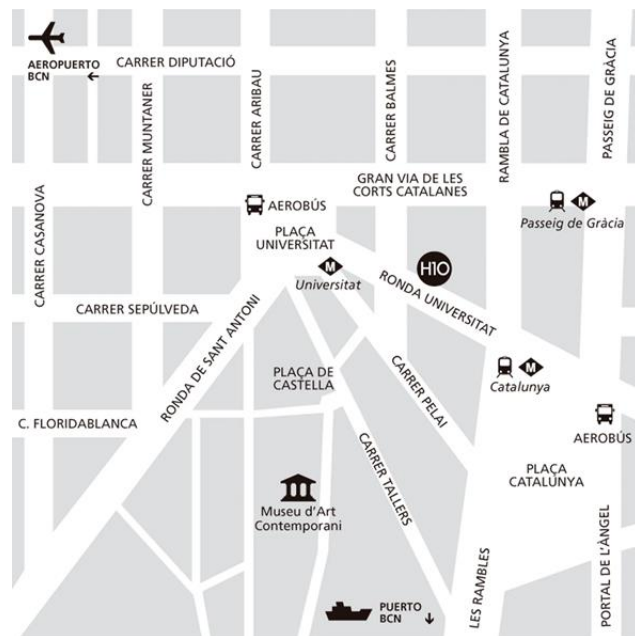 AEROPUERTO
BCN ←
CARRER DIPUTACIÓ
CARRER MUNTANER
CARRER ARIBAU
CARRER BALMES
RAMBLA DE CATALUNYA
PASSEIG DE GRÀCIA
GRAN VIA DE LES
CORTS CATALANES
CARRER CASANOVA
AEROBÚS
PLAÇA
UNIVERSITAT
M
Passeig de Gràcia
M
Universitat
H10
RONDA UNIVERSITAT
CARRER SEPÚLVEDA
RONDA DE SANT ANTONI
PLAÇA DE
CASTELLA
CARRER PELAI
M
Catalunya
AEROBÚS
C. FLORIDABLANCA
CARRER TALLERS
PLAÇA
CATALÚNYA
Museu d'Art
Contemporani
LES RAMBLES
PORTAL DE L'ÀNGEL
PUERTO
BCN ↓